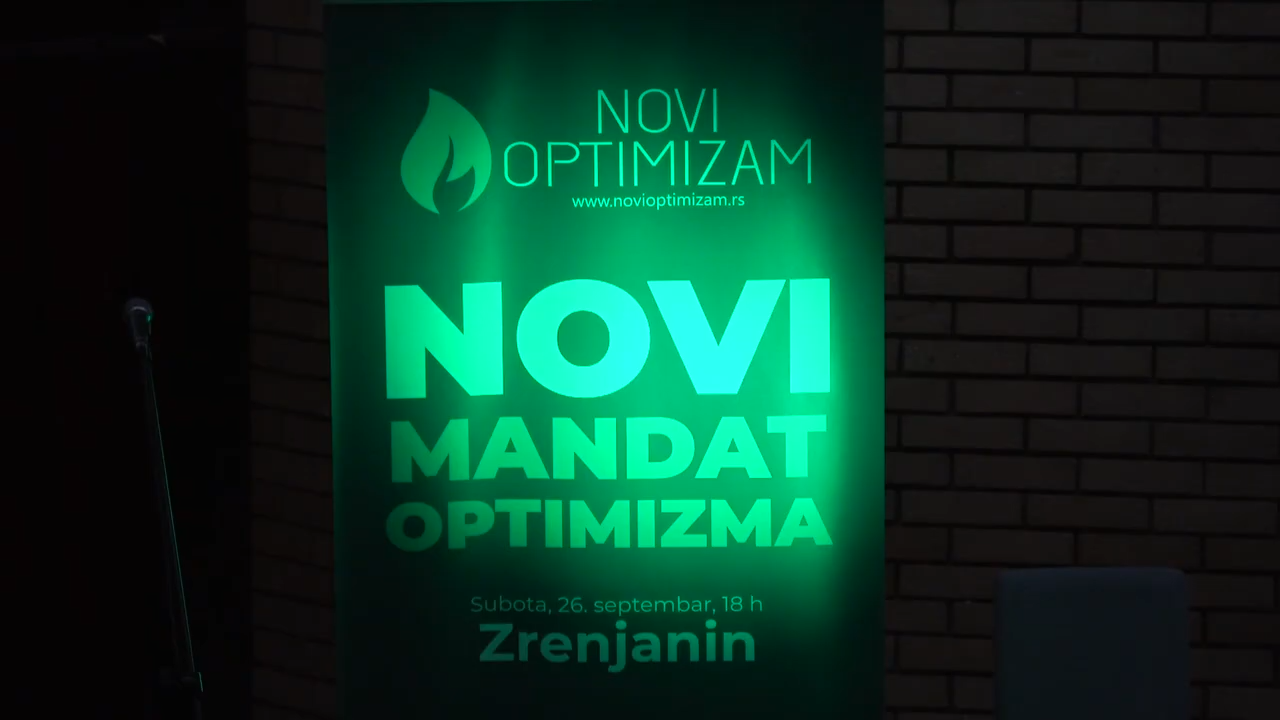 NOVI
OPTIMIZAM
www.novioptimizam.rs
NOVI
MANDAT
OPTIMIZMA
Subota, 26. septembar, 18 h
Zrenjanin